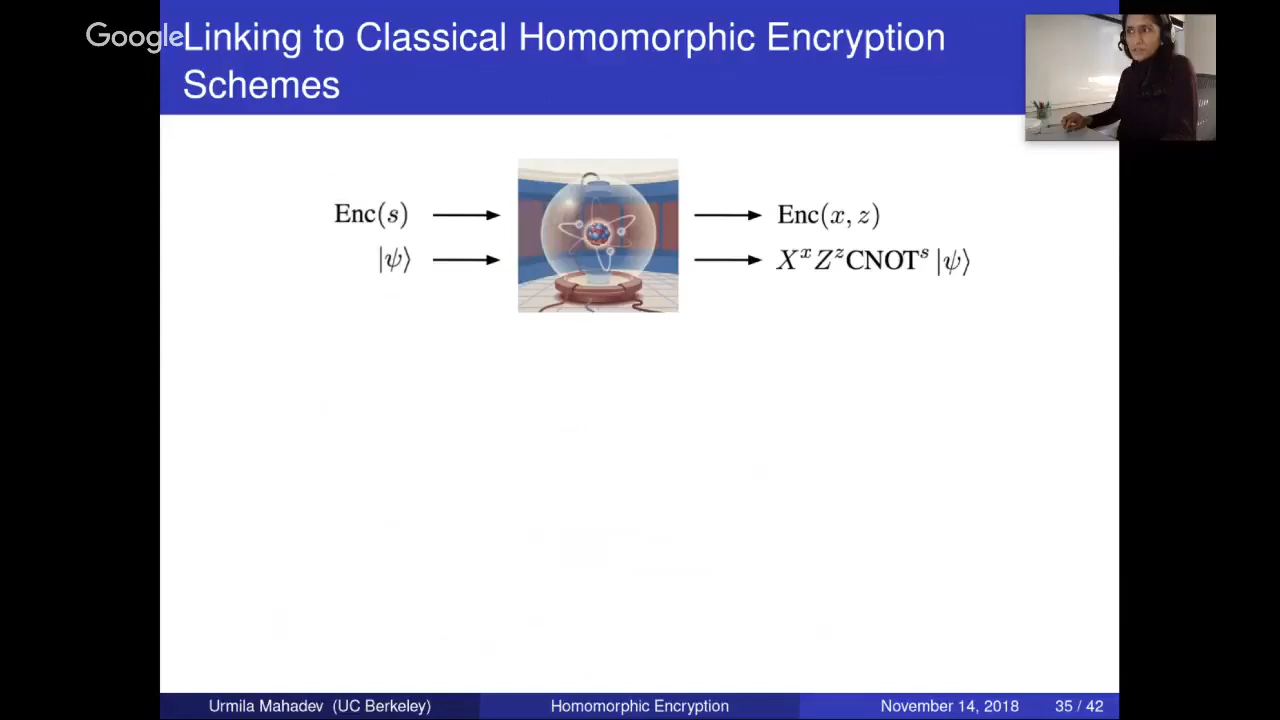 Google
Linking to Classical Homomorphic Encryption
Schemes
Enc(s)
Enc(x, z)
|ψ⟩
XˣZᶻCNOTˢ |ψ⟩
Urmila Mahadev (UC Berkeley) Homomorphic Encryption November 14, 2018 35 / 42